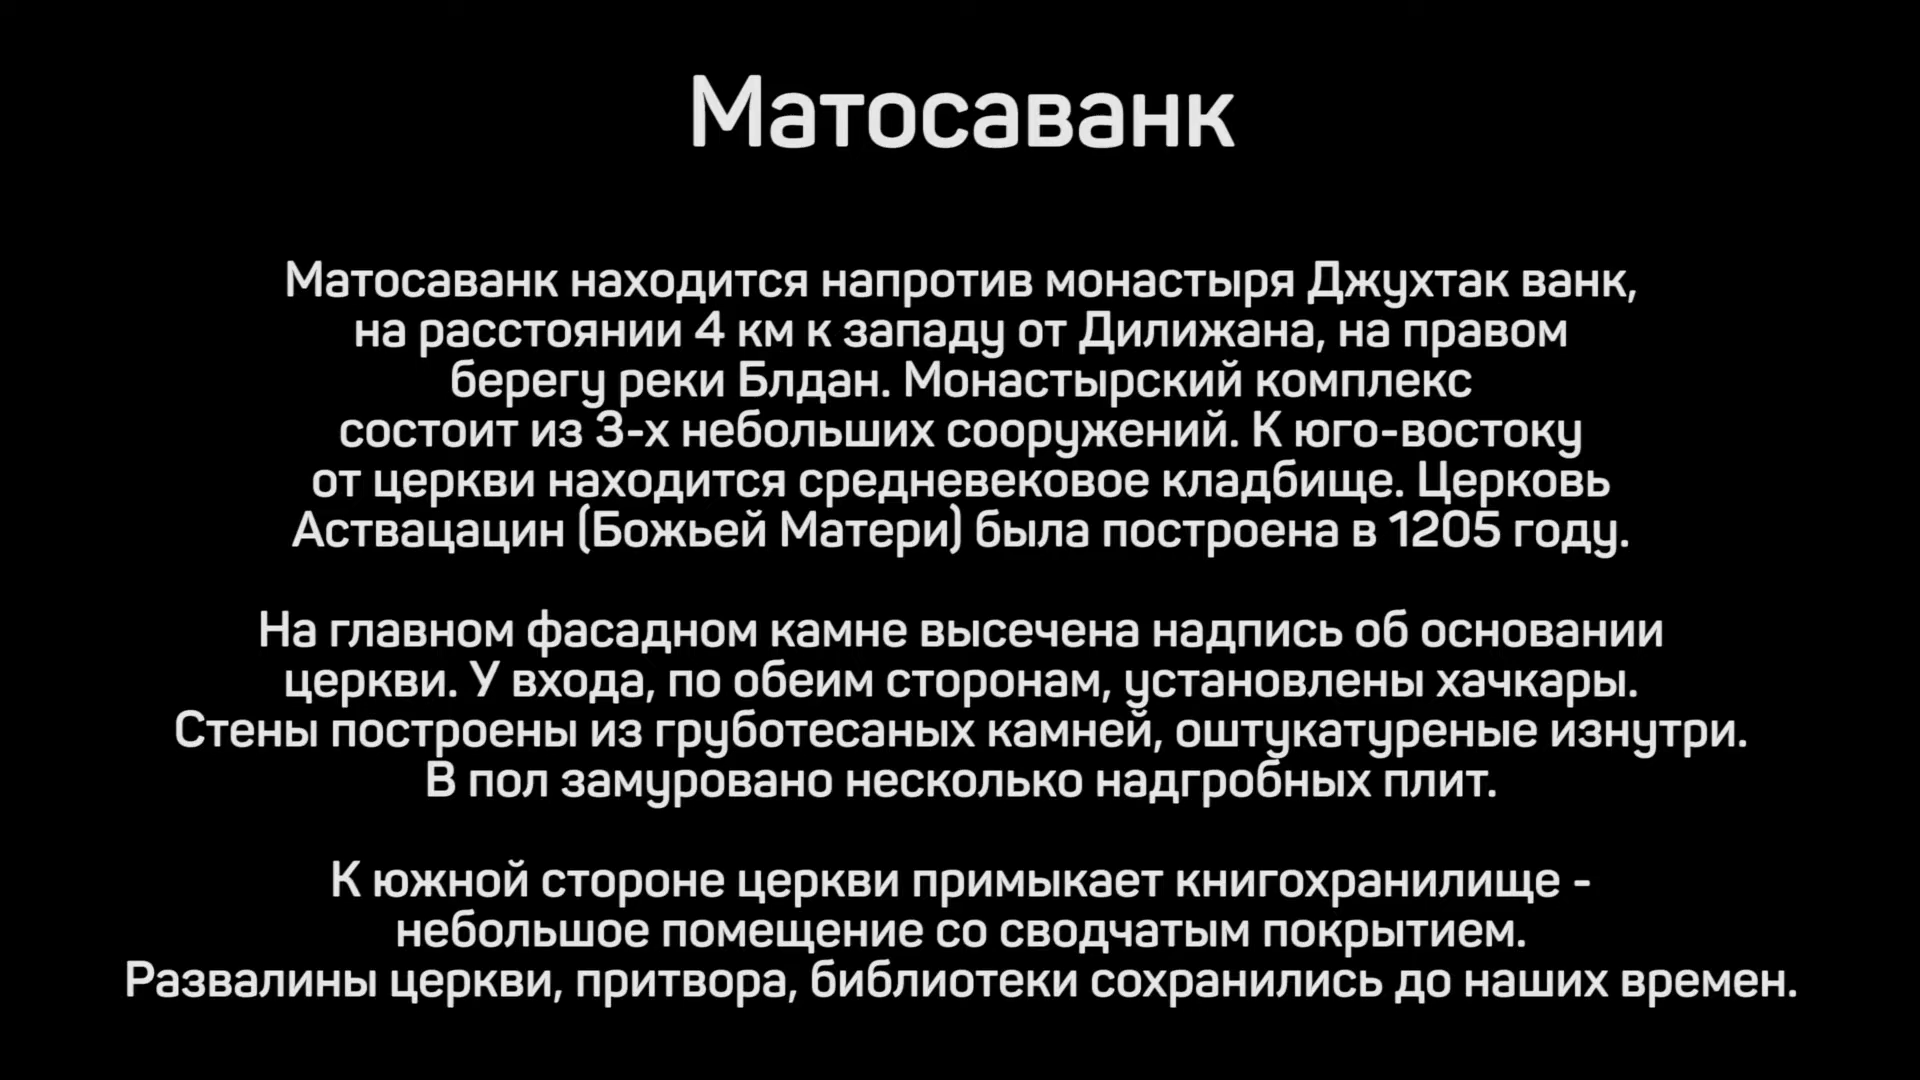 Матосаванк
Матосаванк находится напротив монастыря Джухтак ванк,
на расстоянии 4 км к западу от Дилижана, на правом
берегу реки Блдан. Монастырский комплекс
состоит из 3-х небольших сооружений. К юго-востоку
от церкви находится средневековое кладбище. Церковь
Аствацацин (Божьей Матери) была построена в 1205 году.
На главном фасадном камне высечена надпись об основании
церкви. У входа, по обеим сторонам, установлены хачкары.
Стены построены из груботесаных камней, оштукатуреные изнутри.
В пол замуровано несколько надгробных плит.
К южной стороне церкви примыкает книгохранилище -
небольшое помещение со сводчатым покрытием.
Развалины церкви, притвора, библиотеки сохранились до наших времен.